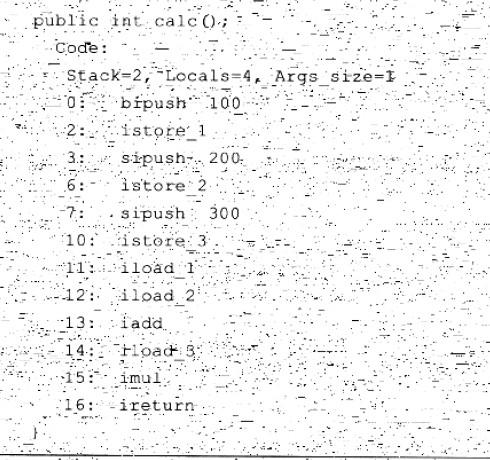 public int calc();
Code:
Stack=2, Locals=4, Args_size=1
0: bipush 100
2: istore_1
3: sipush 200
6: istore_2
7: sipush 300
10: istore_3
11: iload_1
12: iload_2
13: iadd
14: iload_3
15: imul
16: ireturn
}